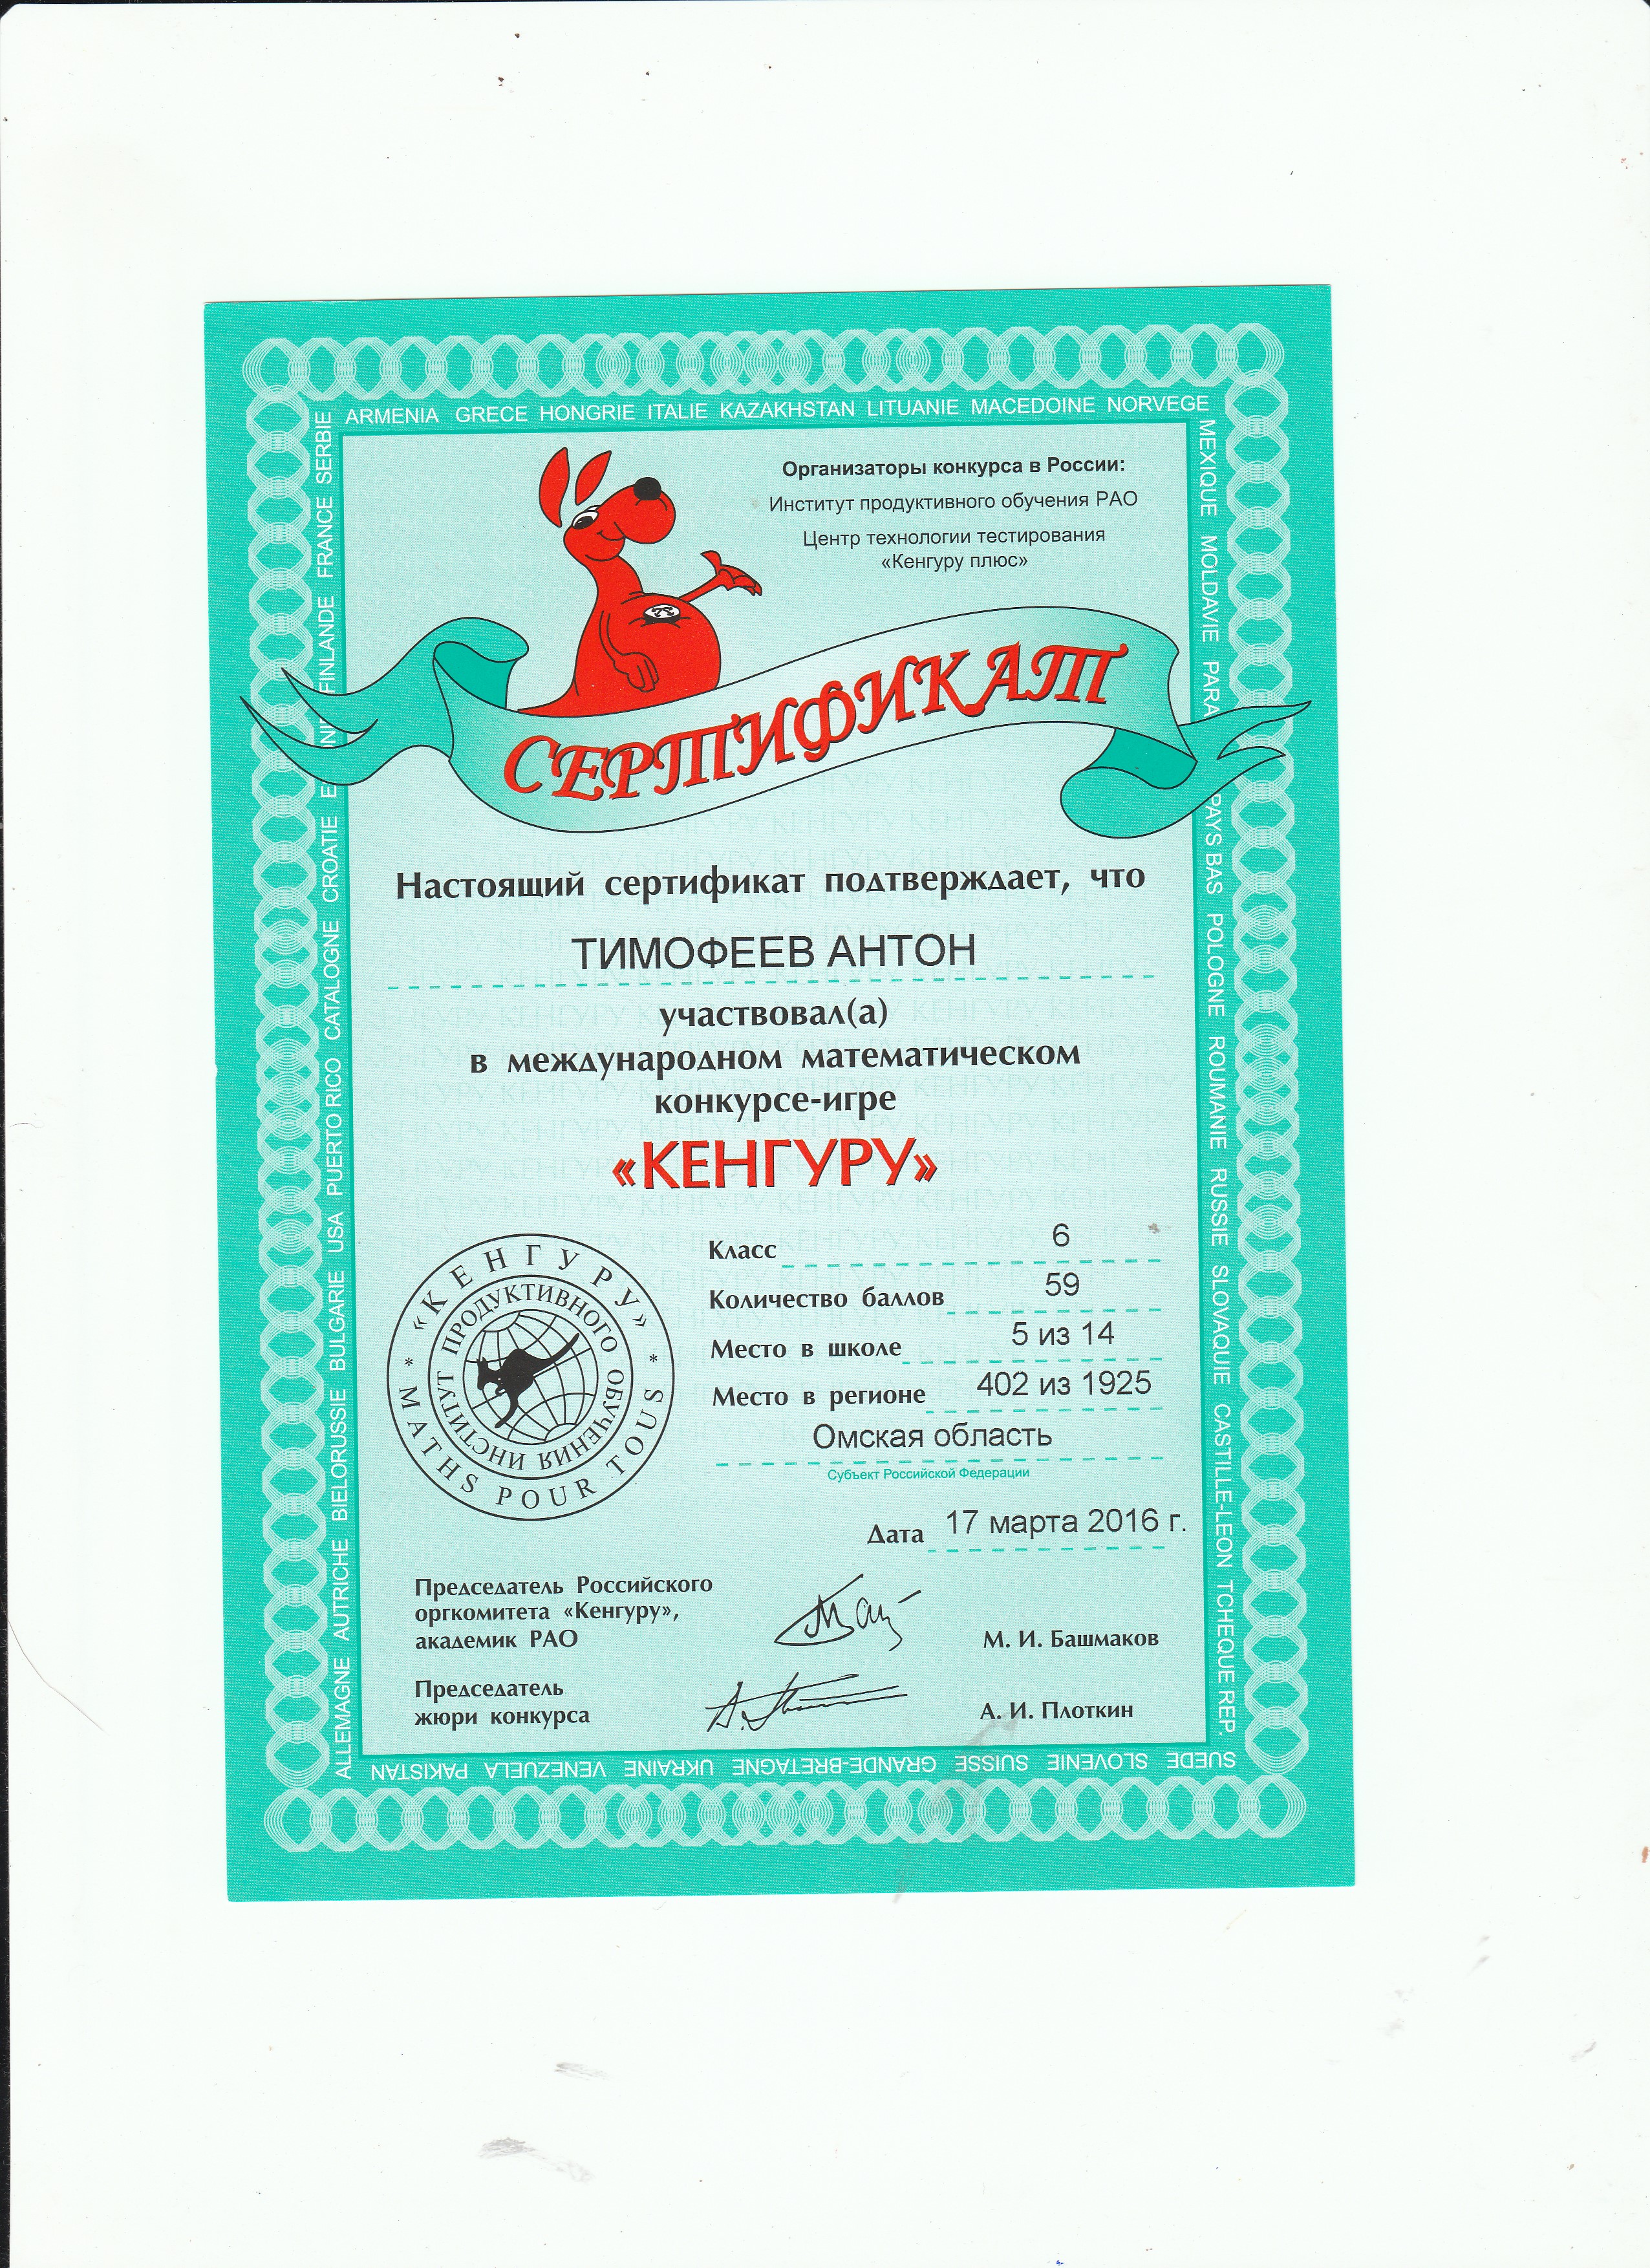 ARMENIA GRECE HONGRIE ITALIE KAZAKHSTAN LITUANIE MACEDOINE NORVEGE
MEXIQUE MOLDAVIE PARA PAYS BAS POLOGNE ROUMANIE RUSSIE SLOVAQUIE CASTILLE-LEON TCHEQUE REP.
SUEDE SLOVENIE SUISSE GRANDE-BRETAGNE UKRAINE VENEZUELA PAKISTAN
ALLEMAGNE AUTRICHE BIELORUSSIE BULGARIE USA PUERTO RICO CATALOGNE CROATIE FINLANDE FRANCE SERBIE
Организаторы конкурса в России:
Институт продуктивного обучения РАО
Центр технологии тестирования
«Кенгуру плюс»
СЕРТИФИКАТ
Настоящий сертификат подтверждает, что
ТИМОФЕЕВ АНТОН
участвовал(а)
в международном математическом
конкурсе-игре
«КЕНГУРУ»
«КЕНГУРУ»
* MATHS POUR TOUS *
ИНСТИТУТ ПРОДУКТИВНОГО ОБУЧЕНИЯ
Класс 6
Количество баллов 59
Место в школе 5 из 14
Место в регионе 402 из 1925
Омская область
Субъект Российской Федерации
Дата 17 марта 2016 г.
Председатель Российского
оргкомитета «Кенгуру»,
академик РАО М. И. Башмаков
Председатель
жюри конкурса А. И. Плоткин